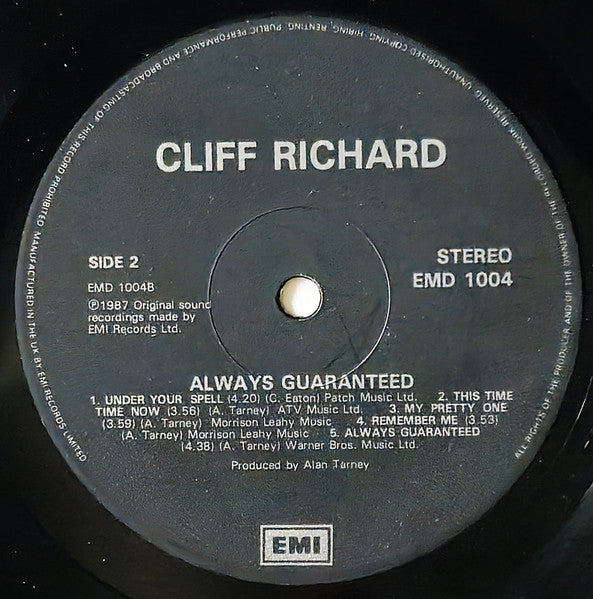 ALL RIGHTS OF THE PRODUCER AND OF THE OWNER OF THE RECORDED WORK RESERVED. UNAUTHORISED COPYING, HIRING, RENTING, PUBLIC PERFORMANCE AND BROADCASTING OF THIS RECORD PROHIBITED. MANUFACTURED IN THE UK BY EMI RECORDS LIMITED
CLIFF RICHARD
SIDE 2
EMD 1004B
℗1987 Original sound
recordings made by
EMI Records Ltd.
STEREO
EMD 1004
ALWAYS GUARANTEED
1. UNDER YOUR SPELL (4.20) (C. Eaton) Patch Music Ltd. 2. THIS TIME
TIME NOW (3.56) (A. Tarney) ATV Music Ltd. 3. MY PRETTY ONE
(3.59) (A. Tarney) Morrison Leahy Music 4. REMEMBER ME (3.53)
(A. Tarney) Morrison Leahy Music 5. ALWAYS GUARANTEED
(4.38) (A. Tarney) Warner Bros. Music Ltd.
Produced by Alan Tarney
EMI